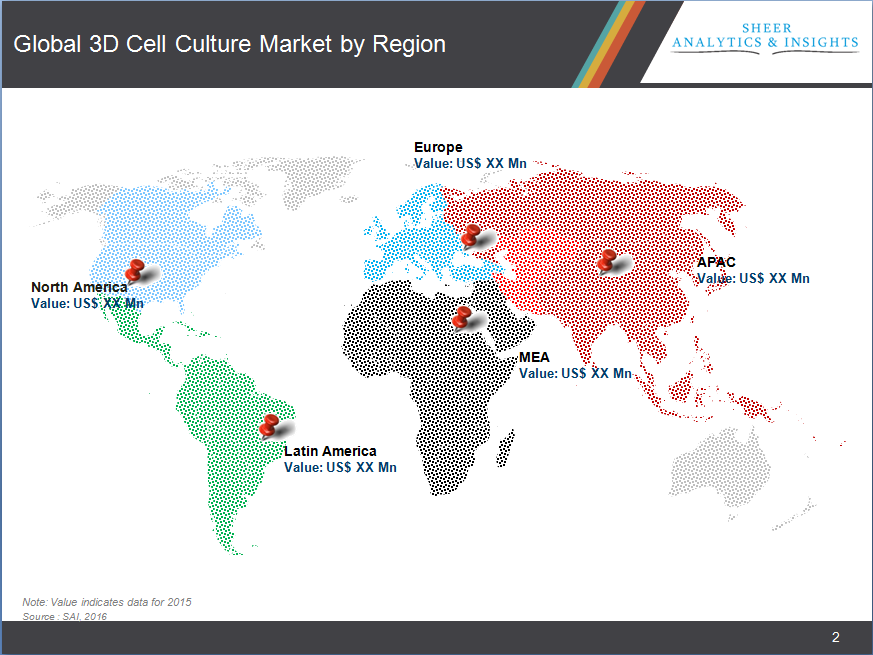 Global 3D Cell Culture Market by Region
SHEER
ANALYTICS & INSIGHTS
Europe
Value: US$ XX Mn
APAC
Value: US$ XX Mn
North America
Value: US$ XX Mn
MEA
Value: US$ XX Mn
Latin America
Value: US$ XX Mn
Note: Value indicates data for 2015
Source : SAI, 2016
2